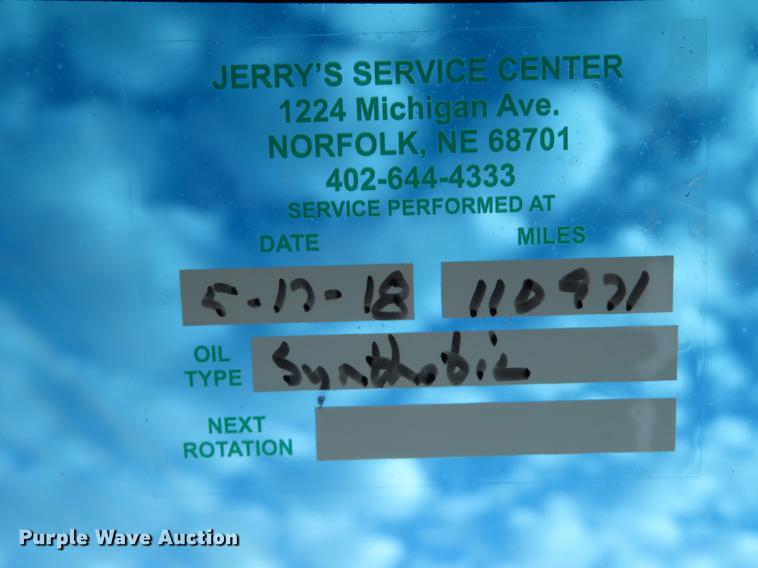 JERRY'S SERVICE CENTER
1224 Michigan Ave.
NORFOLK, NE 68701
402-644-4333
SERVICE PERFORMED AT
DATE MILES
5-17-18 110971
OIL TYPE
NEXT ROTATION
Purple Wave Auction